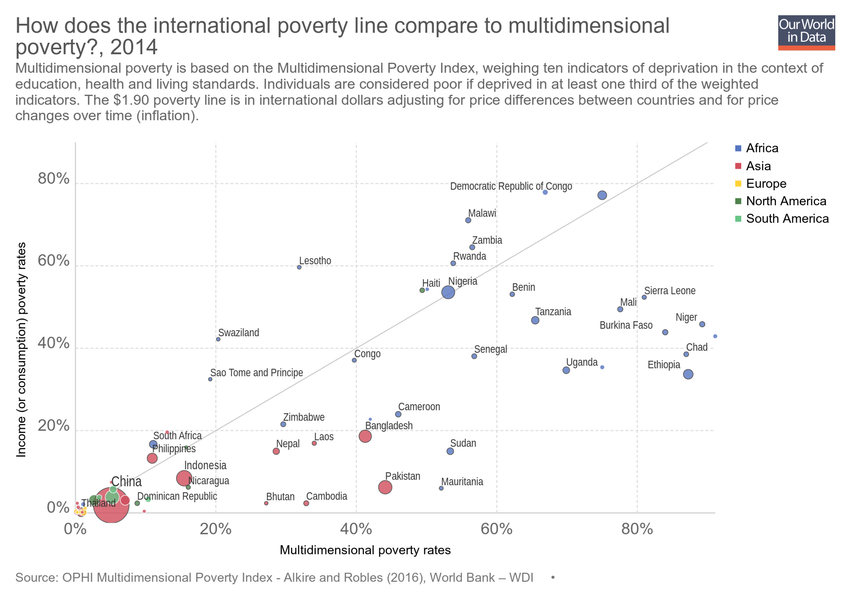 How does the international poverty line compare to multidimensional
poverty?, 2014
Our World
in Data
Multidimensional poverty is based on the Multidimensional Poverty Index, weighing ten indicators of deprivation in the context of
education, health and living standards. Individuals are considered poor if deprived in at least one third of the weighted
indicators. The $1.90 poverty line is in international dollars adjusting for price differences between countries and for price
changes over time (inflation).
Africa
Asia
Europe
North America
South America
Income (or consumption) poverty rates
80%
60%
40%
20%
0%
Democratic Republic of Congo
Malawi
Zambia
Rwanda
Lesotho
Haiti
Nigeria
Benin
Sierra Leone
Mali
Tanzania
Burkina Faso
Niger
Swaziland
Congo
Senegal
Chad
Uganda
Ethiopia
Sao Tome and Principe
Cameroon
Zimbabwe
Bangladesh
South Africa
Philippines
Nepal
Laos
Sudan
Indonesia
China
Nicaragua
Pakistan
Mauritania
Thailand
Dominican Republic
Bhutan
Cambodia
0%
20%
40%
60%
80%
Multidimensional poverty rates
Source: OPHI Multidimensional Poverty Index - Alkire and Robles (2016), World Bank – WDI •